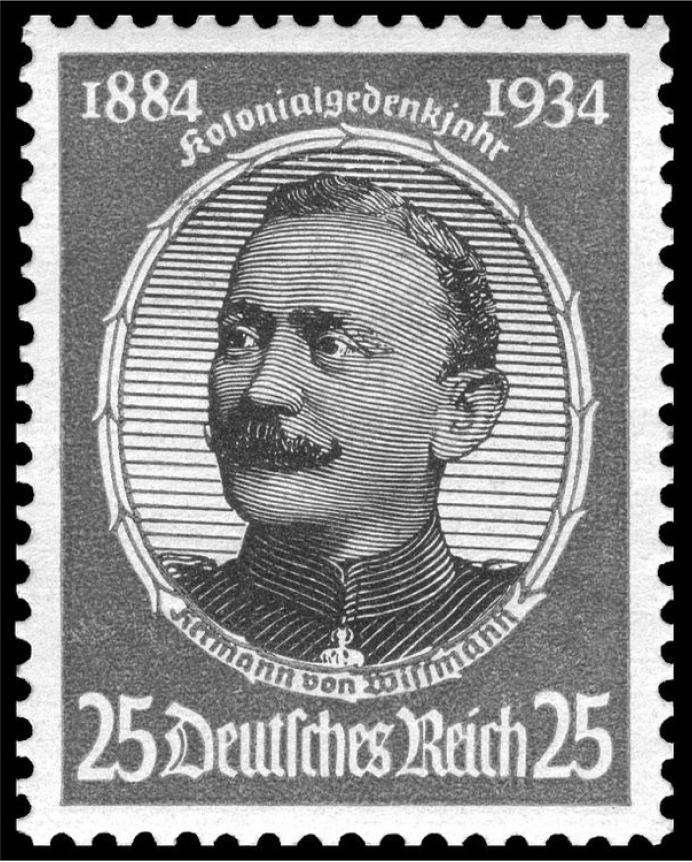 1884 1934
Kolonialgedenkjahr
Hermann von Wissmann
25 Deutsches Reich 25